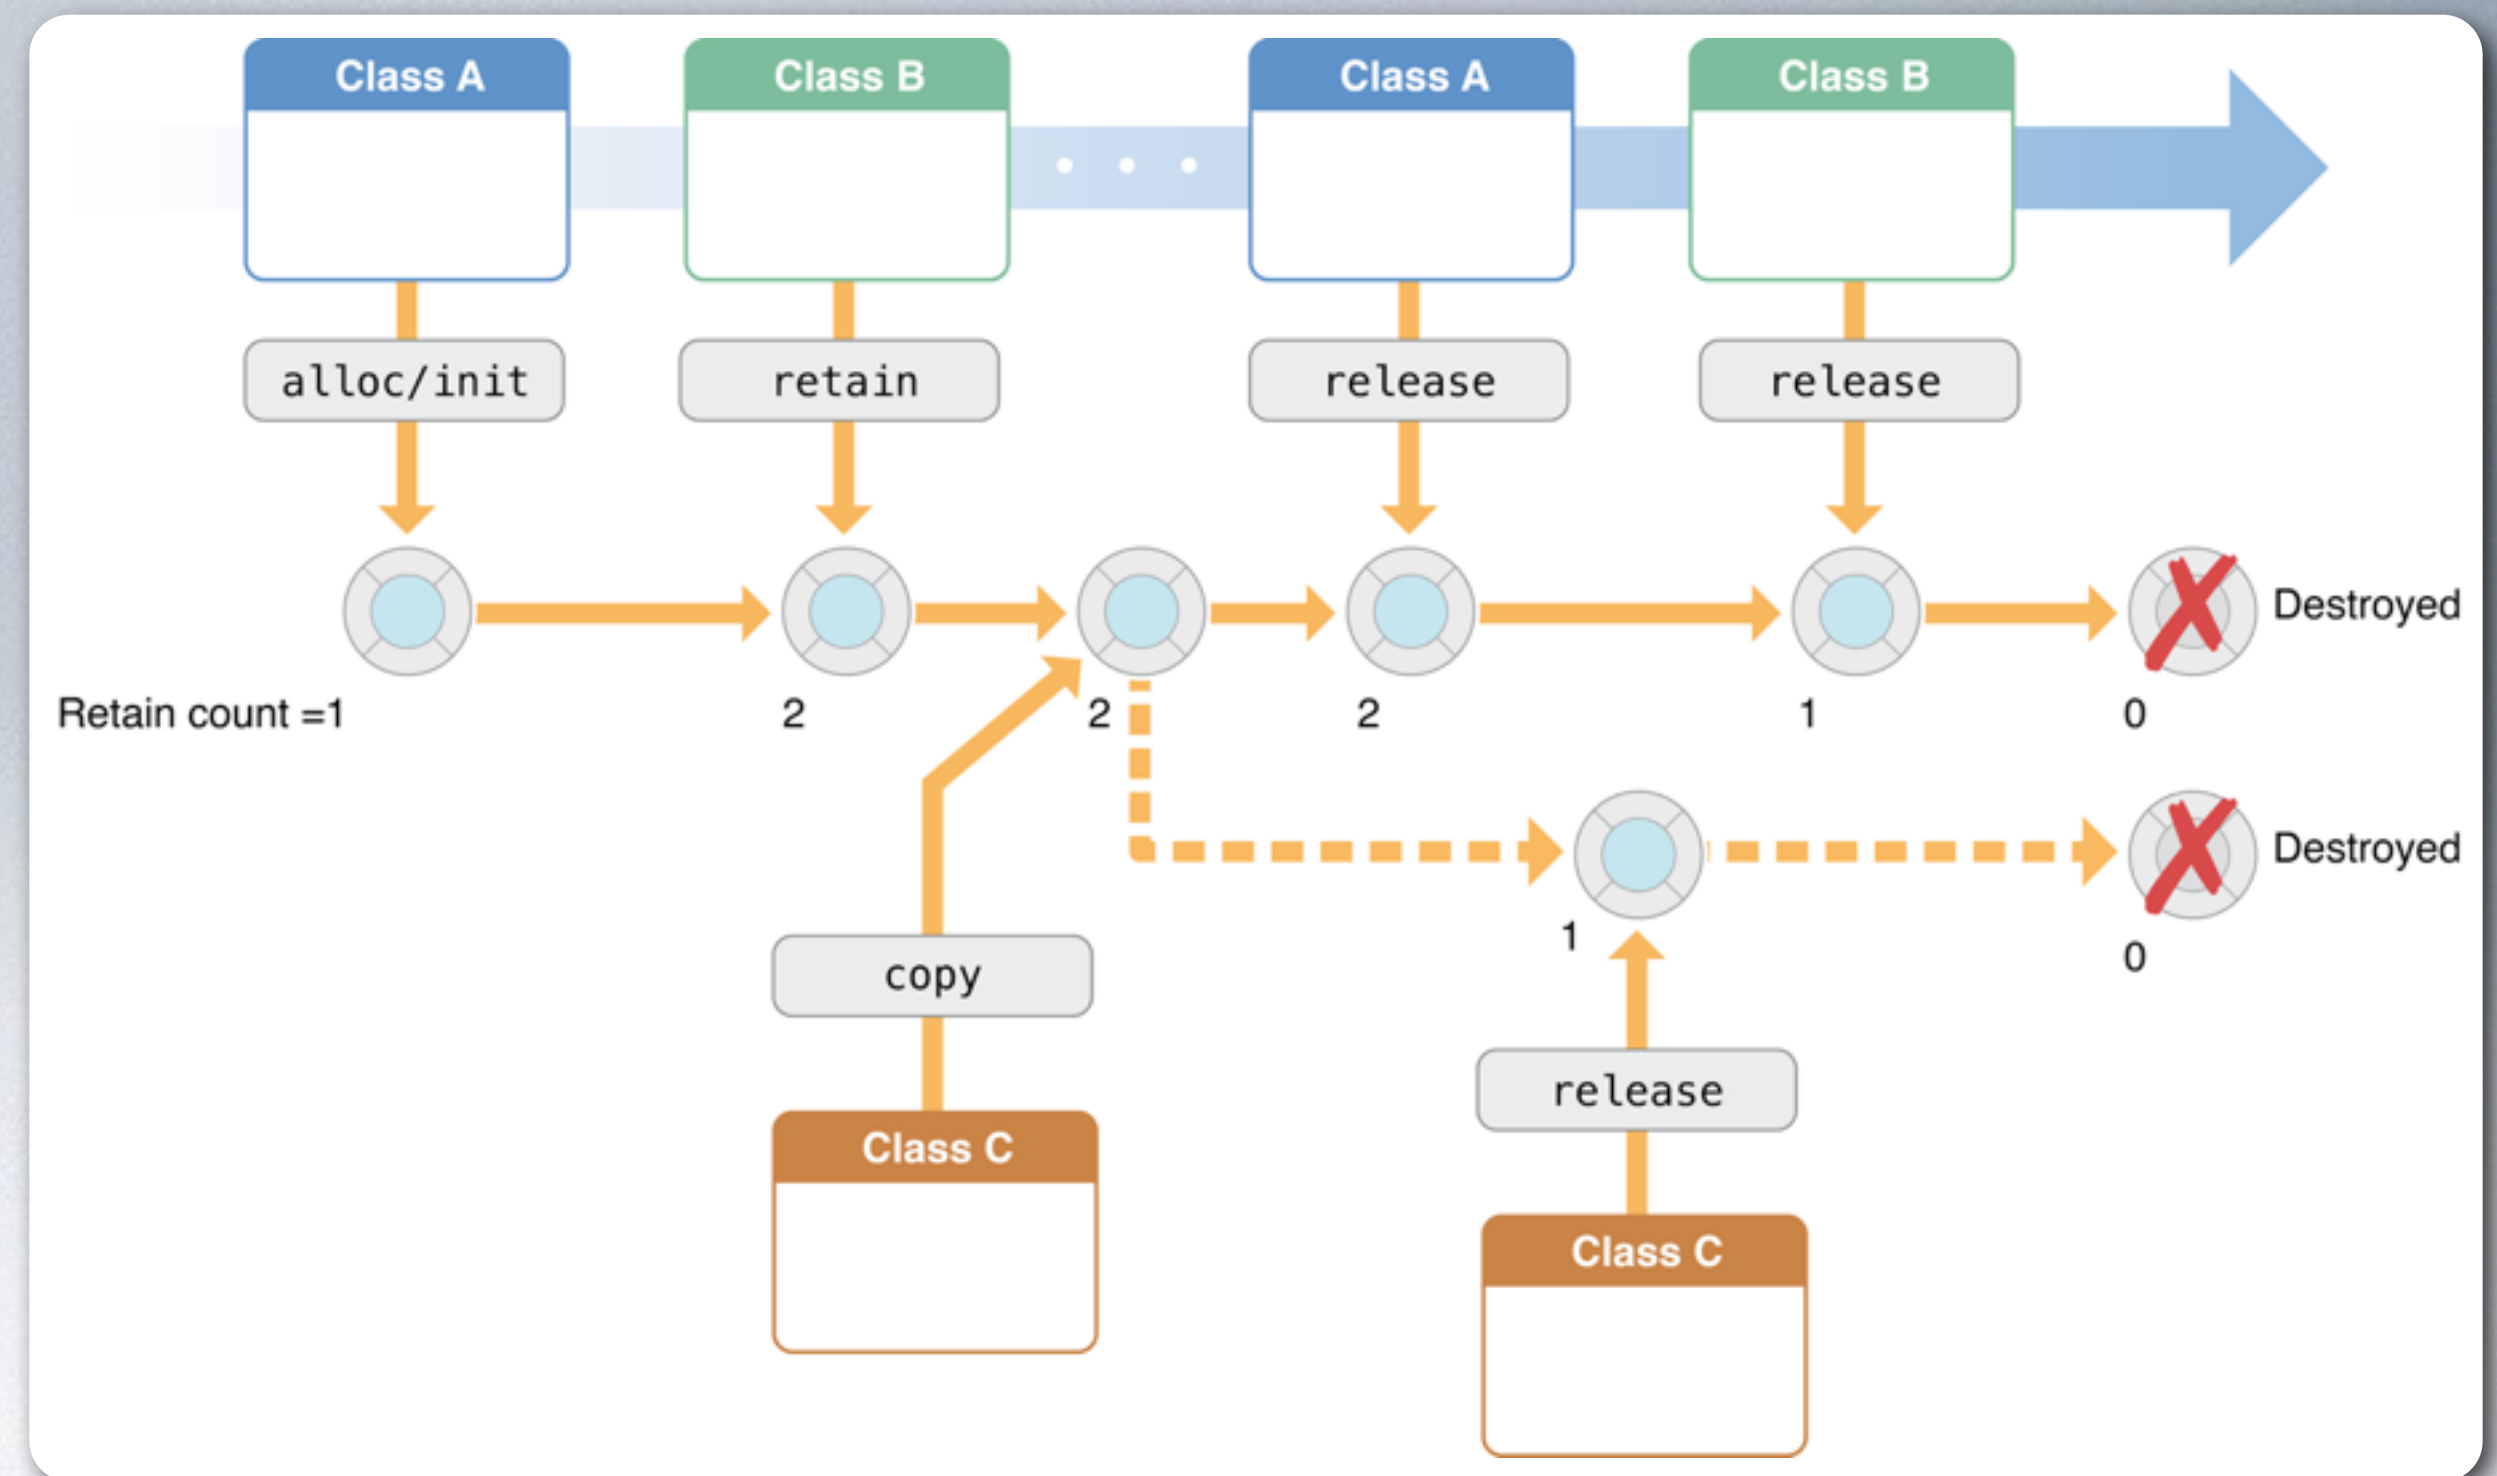 Class A
Class B
Class A
Class B
alloc/init
retain
release
release
Destroyed
Retain count =1
2
2
2
1
0
Destroyed
1
0
copy
release
Class C
Class C